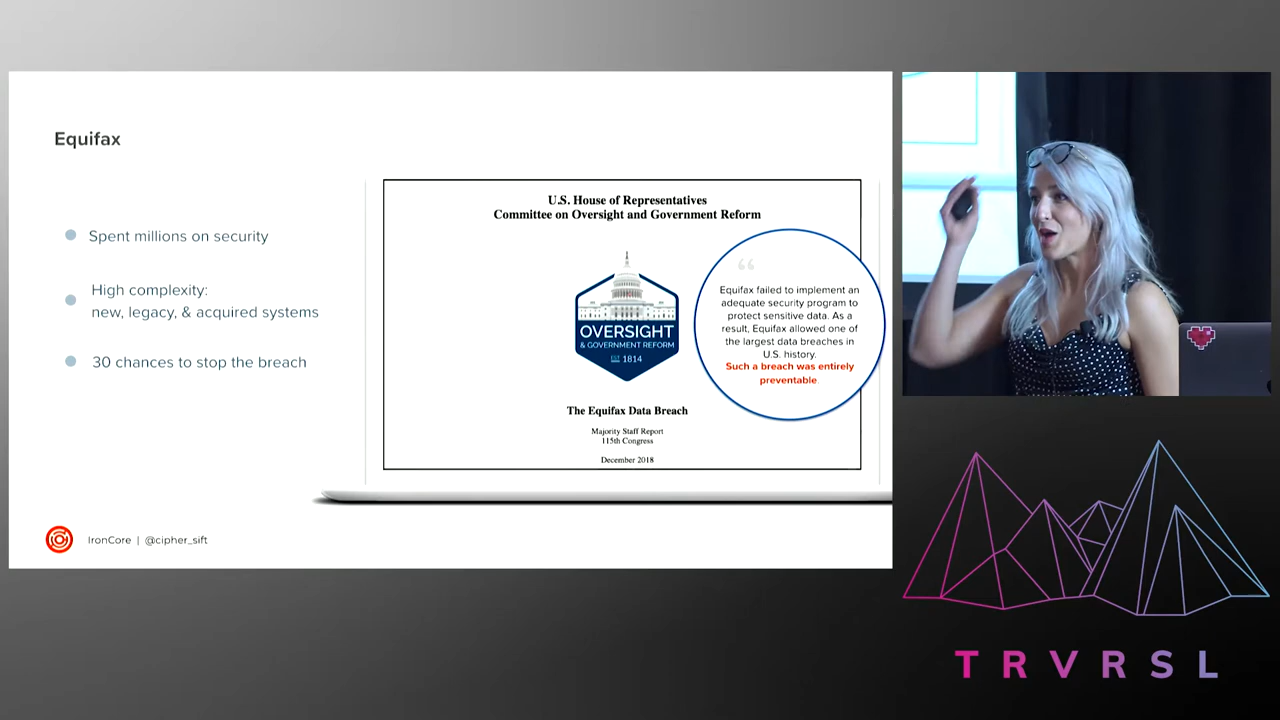 Equifax
Spent millions on security
High complexity:
new, legacy, & acquired systems
30 chances to stop the breach
U.S. House of Representatives
Committee on Oversight and Government Reform
OVERSIGHT
& GOVERNMENT REFORM
EST 1814
The Equifax Data Breach
Majority Staff Report
115th Congress
December 2018
“
Equifax failed to implement an
adequate security program to
protect sensitive data. As a
result, Equifax allowed one of
the largest data breaches in
U.S. history.
Such a breach was entirely
preventable.
IronCore | @cipher_sift
TRVRSL